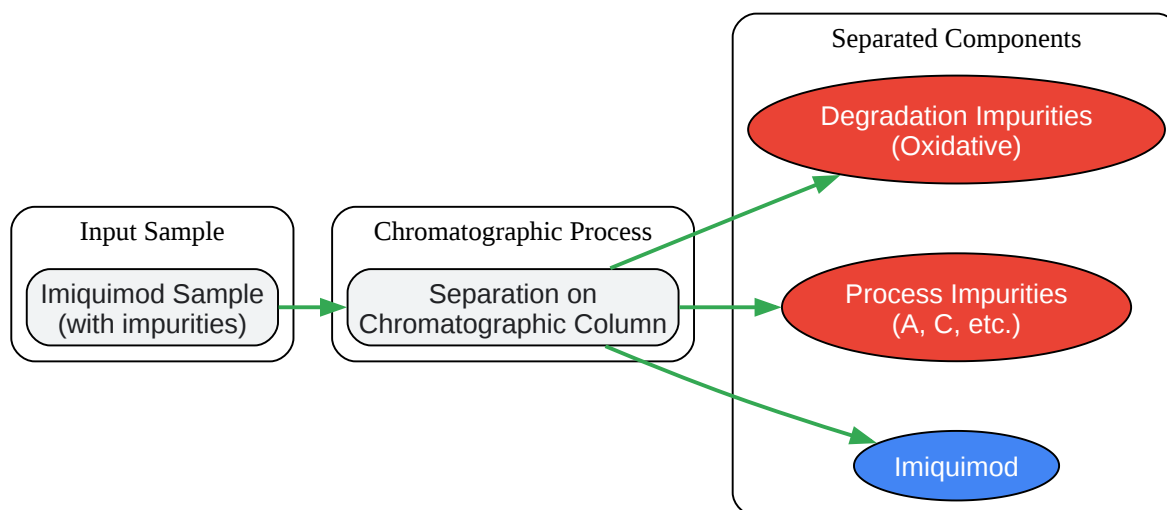 Input Sample
Imiquimod Sample
(with impurities)
Chromatographic Process
Separation on
Chromatographic Column
Separated Components
Degradation Impurities
(Oxidative)
Process Impurities
(A, C, etc.)
Imiquimod